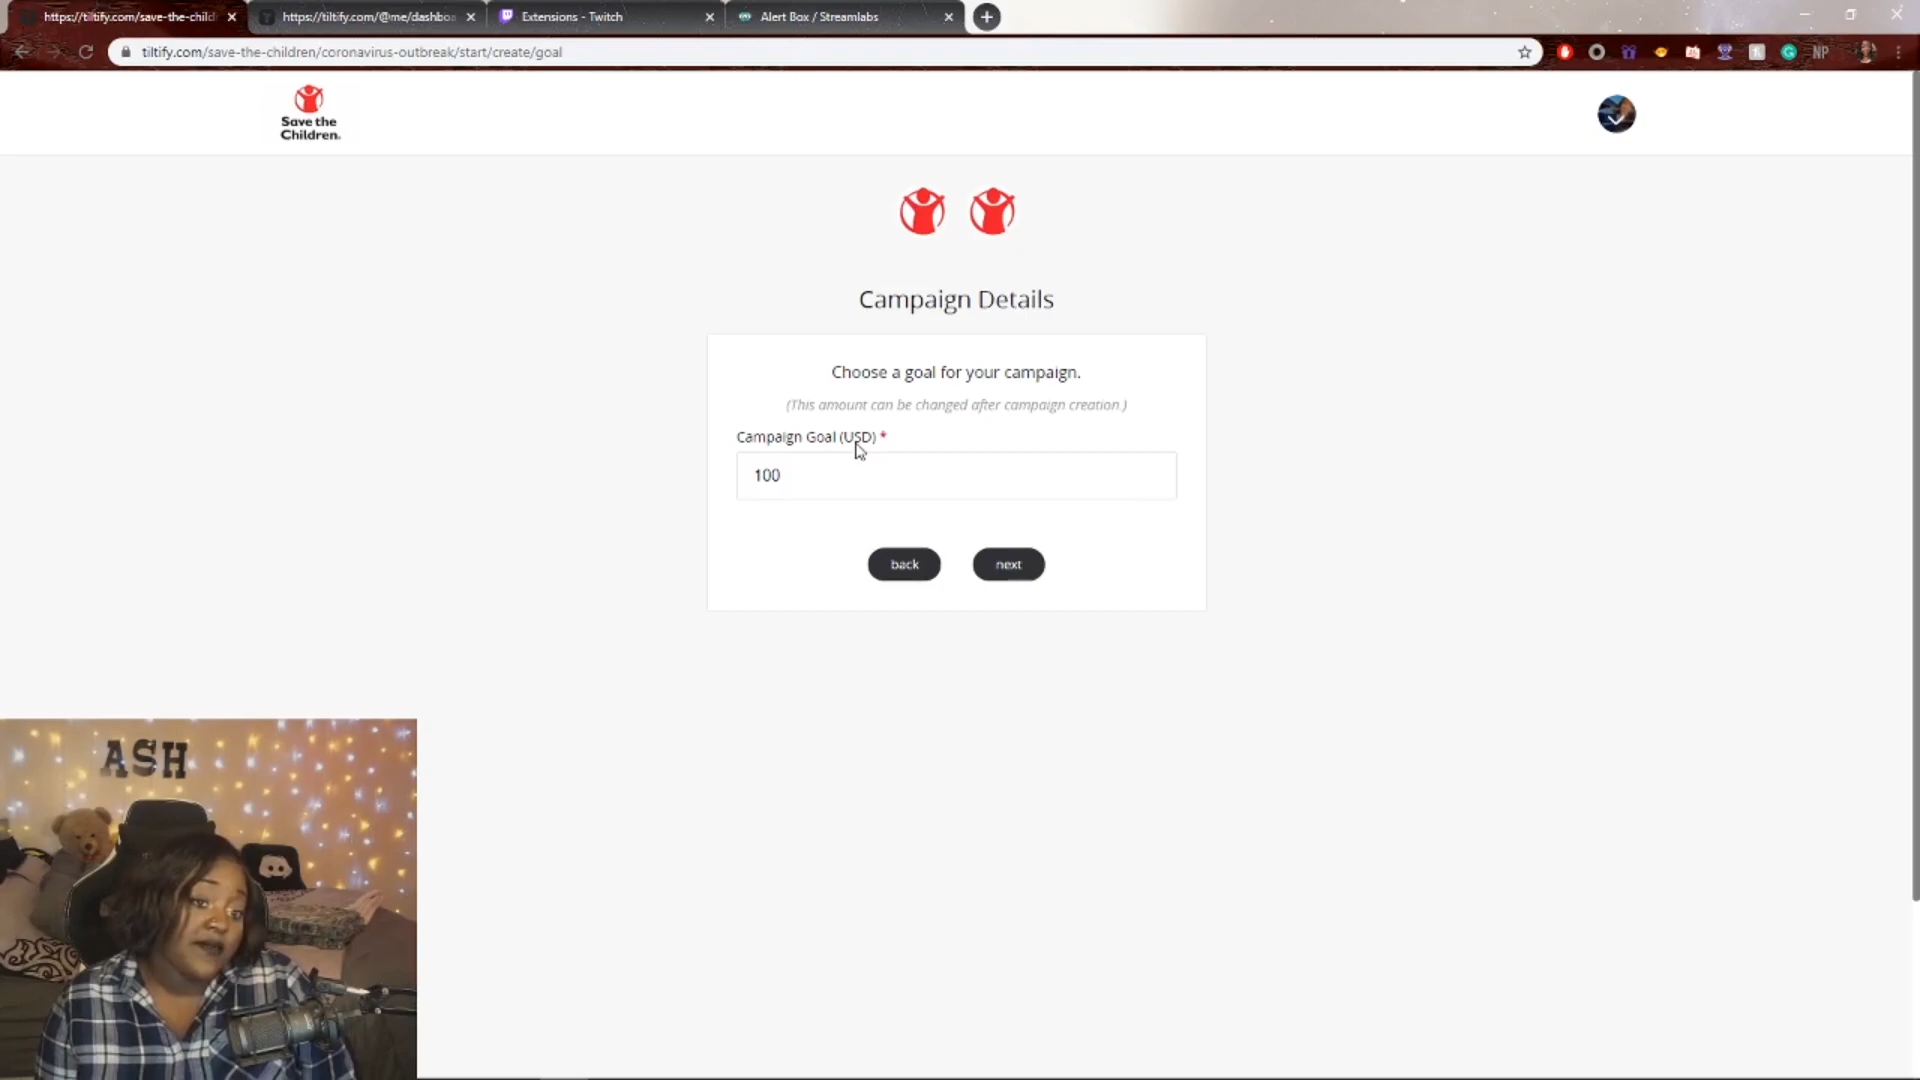 https://tiltify.com/save-the-child
https://tiltify.com/@me/dashboa
Extensions - Twitch
Alert Box / Streamlabs
tiltify.com/save-the-children/coronavirus-outbreak/start/create/goal
NP
Save the
Children.
Campaign Details
Choose a goal for your campaign.
(This amount can be changed after campaign creation.)
Campaign Goal (USD) *
100
back
next
ASH